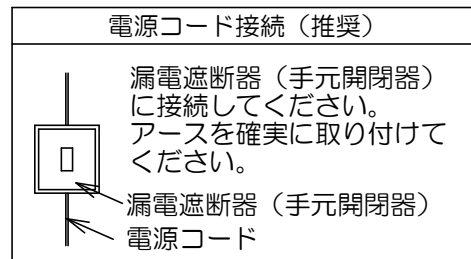 電源コード接続（推奨）
漏電遮断器（手元開閉器）
に接続してください。
アースを確実に取り付けて
ください。
漏電遮断器（手元開閉器）
電源コード